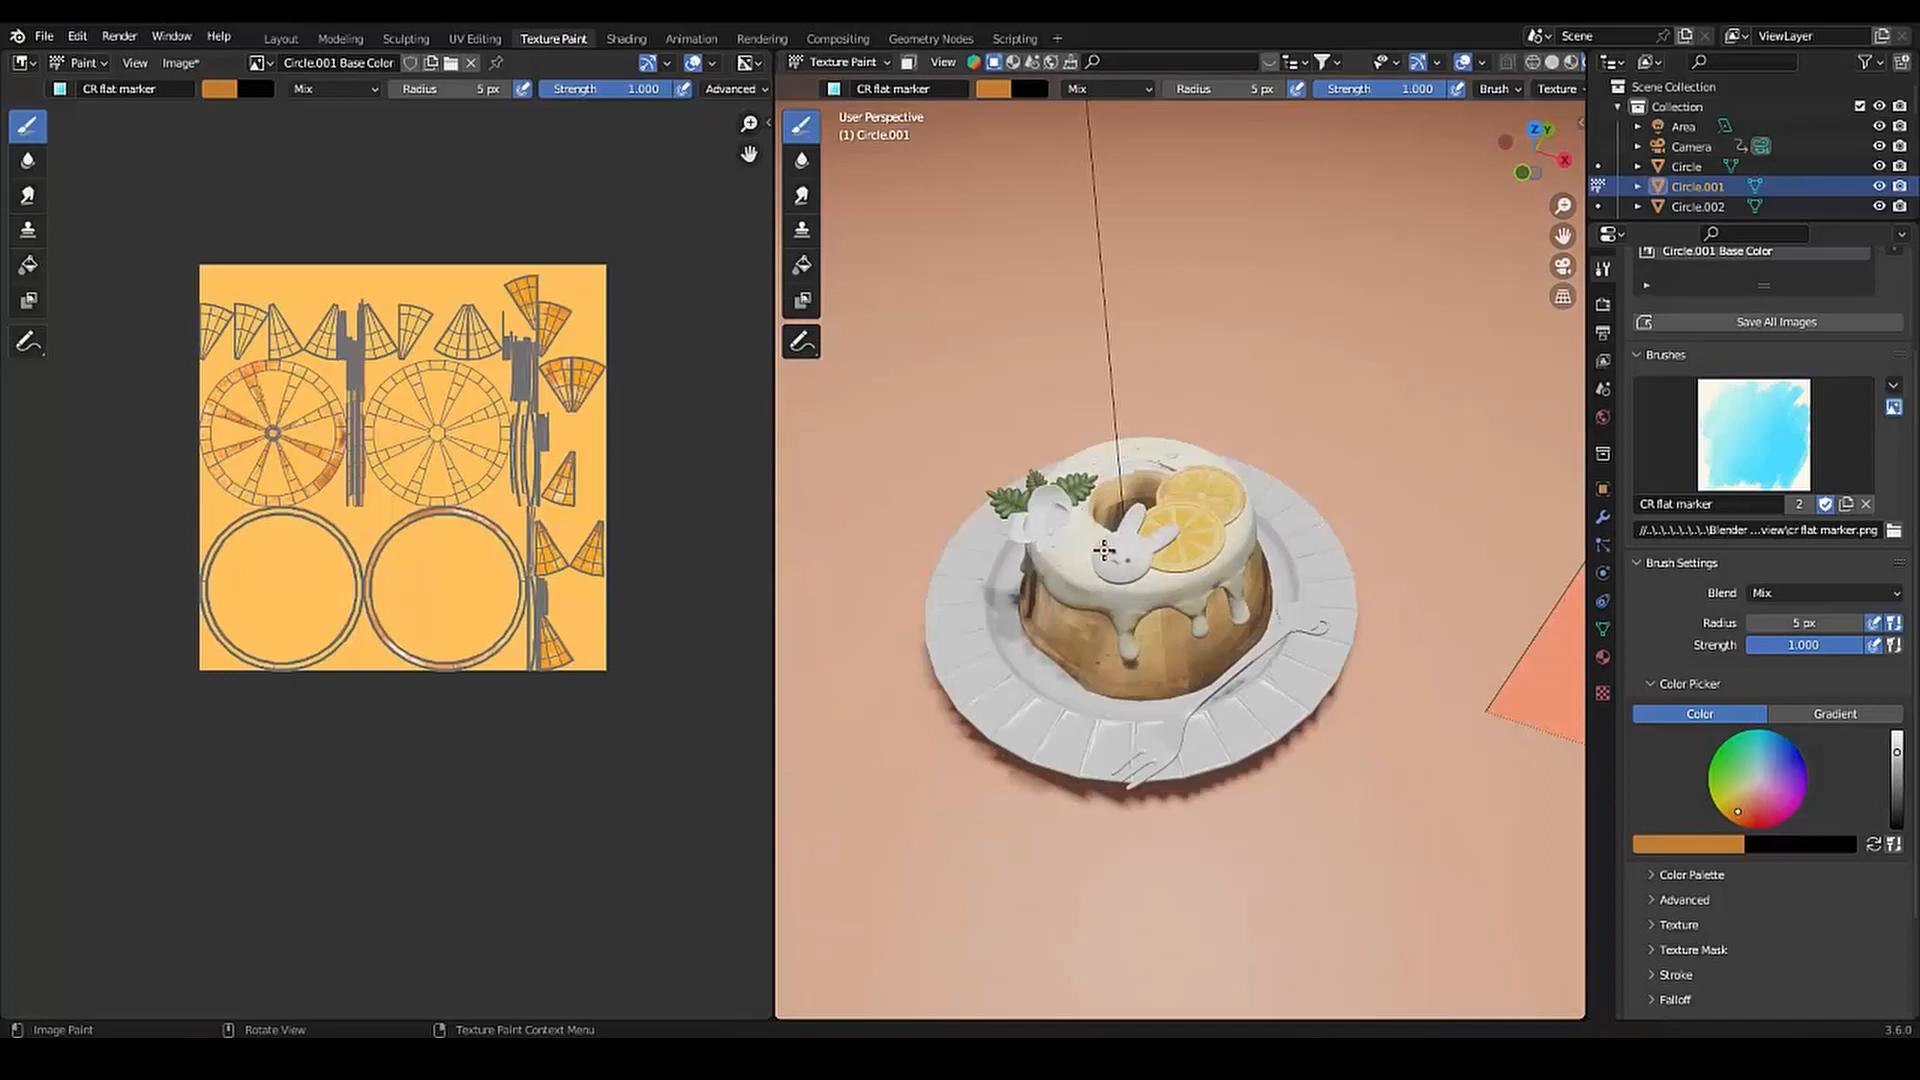 File Edit Render Window Help Layout Modeling Sculpting UV Editing Texture Paint Shading Animation Rendering Compositing Geometry Nodes Scripting + Scene ViewLayer
Paint View Image* Circle.001 Base Color Texture Paint View
CR flat marker Mix Radius 5 px Strength 1.000 Advanced CR flat marker Mix Radius 5 px Strength 1.000 Brush Texture
Scene Collection
Collection
Area
Camera
Circle
Circle.001
Circle.002
User Perspective
(1) Circle.001
Z Y
X
Circle.001 Base Color
Save All Images
Brushes
CR flat marker 2
//..\..\..\..\..\..\..\Blender ...view\cr flat marker.png
Brush Settings
Blend Mix
Radius 5 px
Strength 1.000
Color Picker
Color Gradient
Color Palette
Advanced
Texture
Texture Mask
Stroke
Falloff
Image Paint Rotate View Texture Paint Context Menu 3.6.0